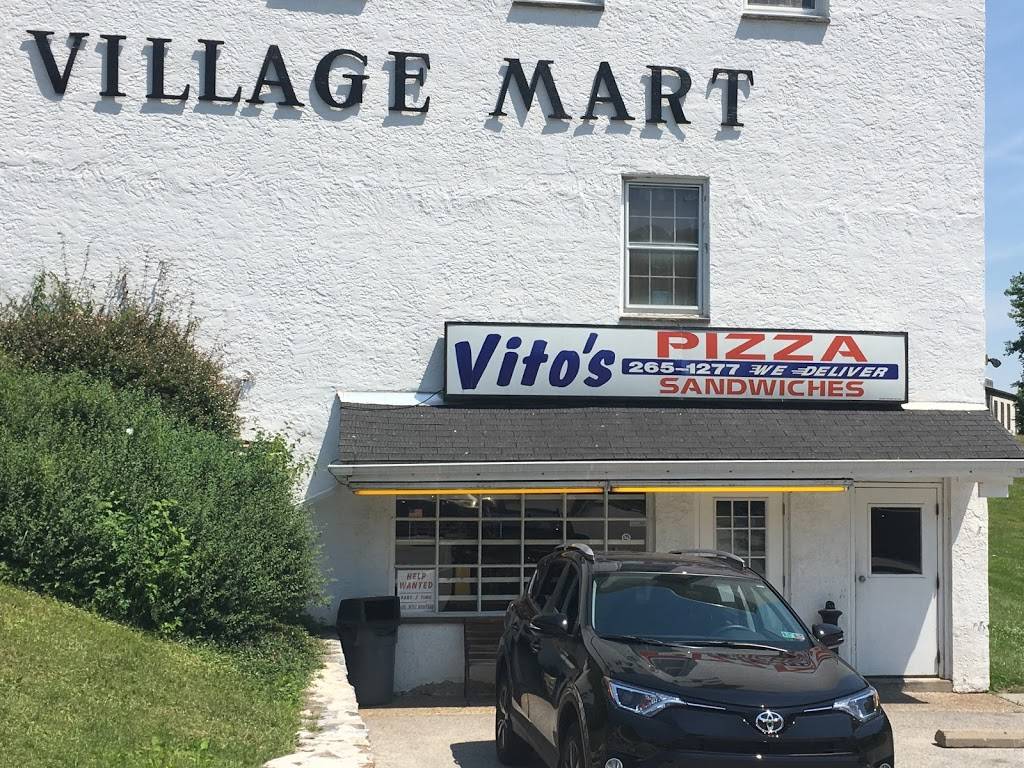 VILLAGE MART
Vito's
PIZZA
265-1277 WE DELIVER
SANDWICHES
HELP
WANTED